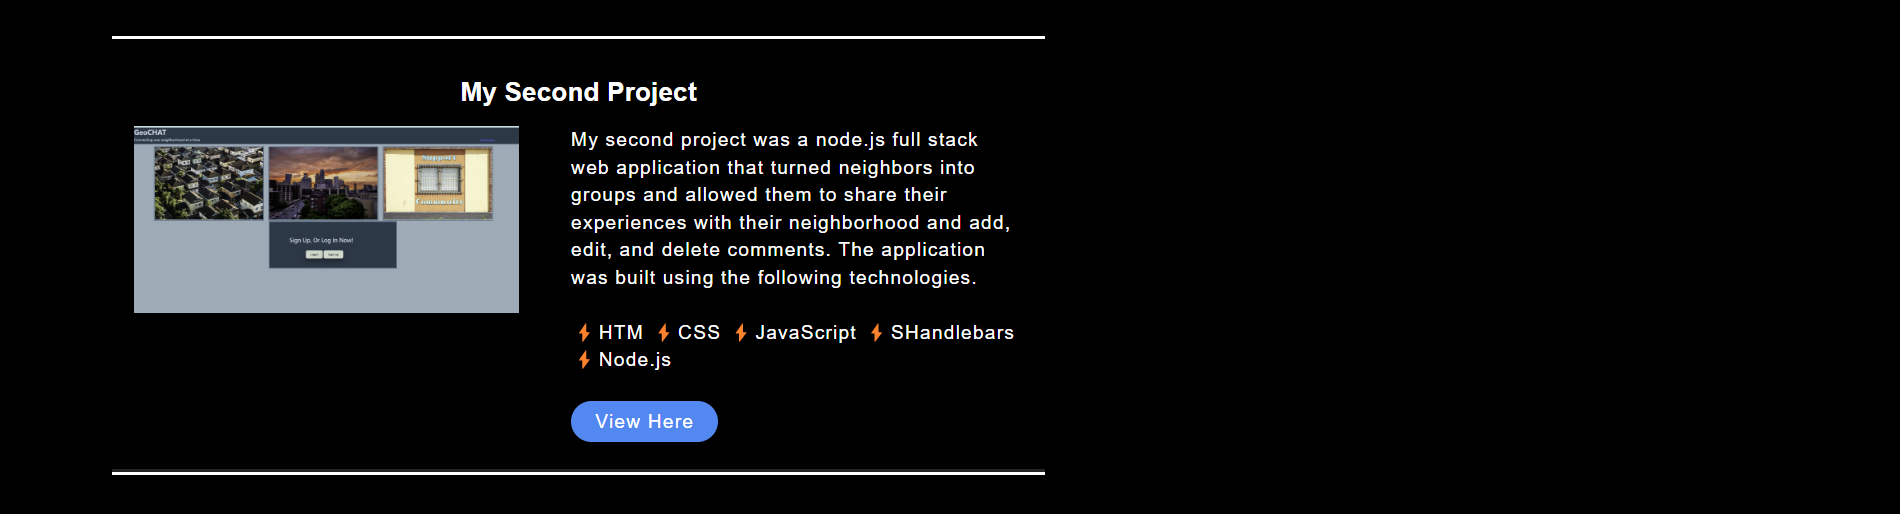 My Second Project
GeoCHAT
My second project was a node.js full stack
web application that turned neighbors into
groups and allowed them to share their
experiences with their neighborhood and add,
edit, and delete comments. The application
was built using the following technologies.
Support
Community
Sign Up, Or Log In Now!
HTM CSS JavaScript SHandlebars
Node.js
View Here